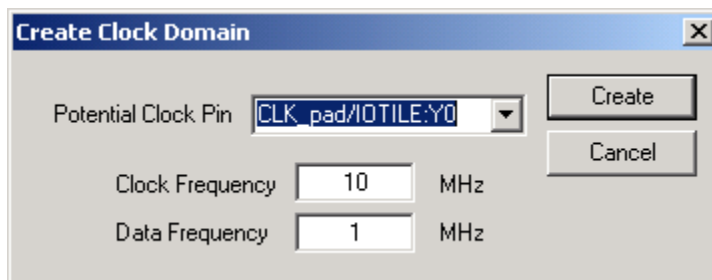 Create Clock Domain
Potential Clock Pin CLK_pad/IOTILE:Y0 Create
Cancel
Clock Frequency 10 MHz
Data Frequency 1 MHz